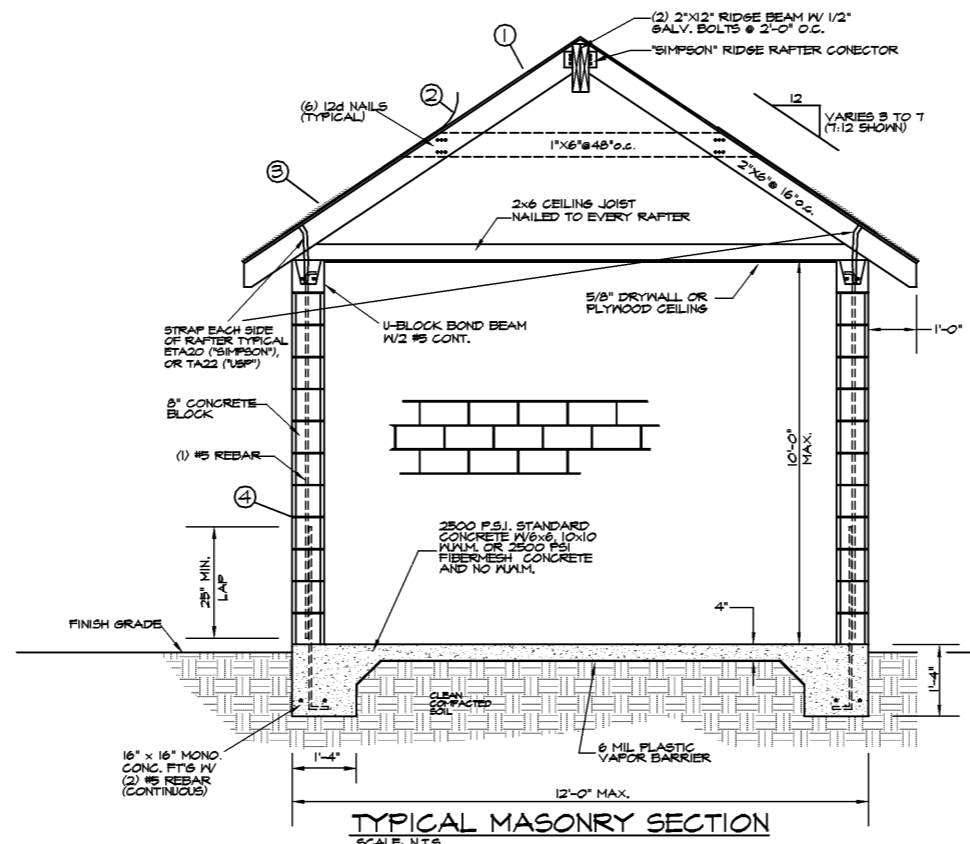 (2) 2"X12" RIDGE BEAM W/ 1/2"
GALV. BOLTS @ 2'-0" O.C.
"SIMPSON" RIDGE RAFTER CONECTOR
1
2
(6) 12d NAILS
(TYPICAL)
12
VARIES 3 TO 7
(7:12 SHOWN)
1"X6"@48"o.c.
2"X6"@ 16"o.c.
3
2x6 CEILING JOIST
NAILED TO EVERY RAFTER
5/8" DRYWALL OR
PLYWOOD CEILING
STRAP EACH SIDE
OF RAFTER TYPICAL
ETA20 ("SIMPSON"),
OR TA22 ("USP")
U-BLOCK BOND BEAM
W/2 #5 CONT.
1'-0"
8" CONCRETE
BLOCK
(1) #5 REBAR
10'-0"
MAX.
4
2500 P.S.I. STANDARD
CONCRETE W/6x6, 10x10
W.W.M. OR 2500 PSI
FIBERMESH CONCRETE
AND NO W.W.M.
25" MIN.
LAP
4"
FINISH GRADE
1'-4"
CLEAN
COMPACTED
SOIL
6 MIL PLASTIC
VAPOR BARRIER
16" x 16" MONO.
CONC. FT'G W/
(2) #5 REBAR
(CONTINUOUS)
1'-4"
12'-0" MAX.
TYPICAL MASONRY SECTION
SCALE: N.T.S.